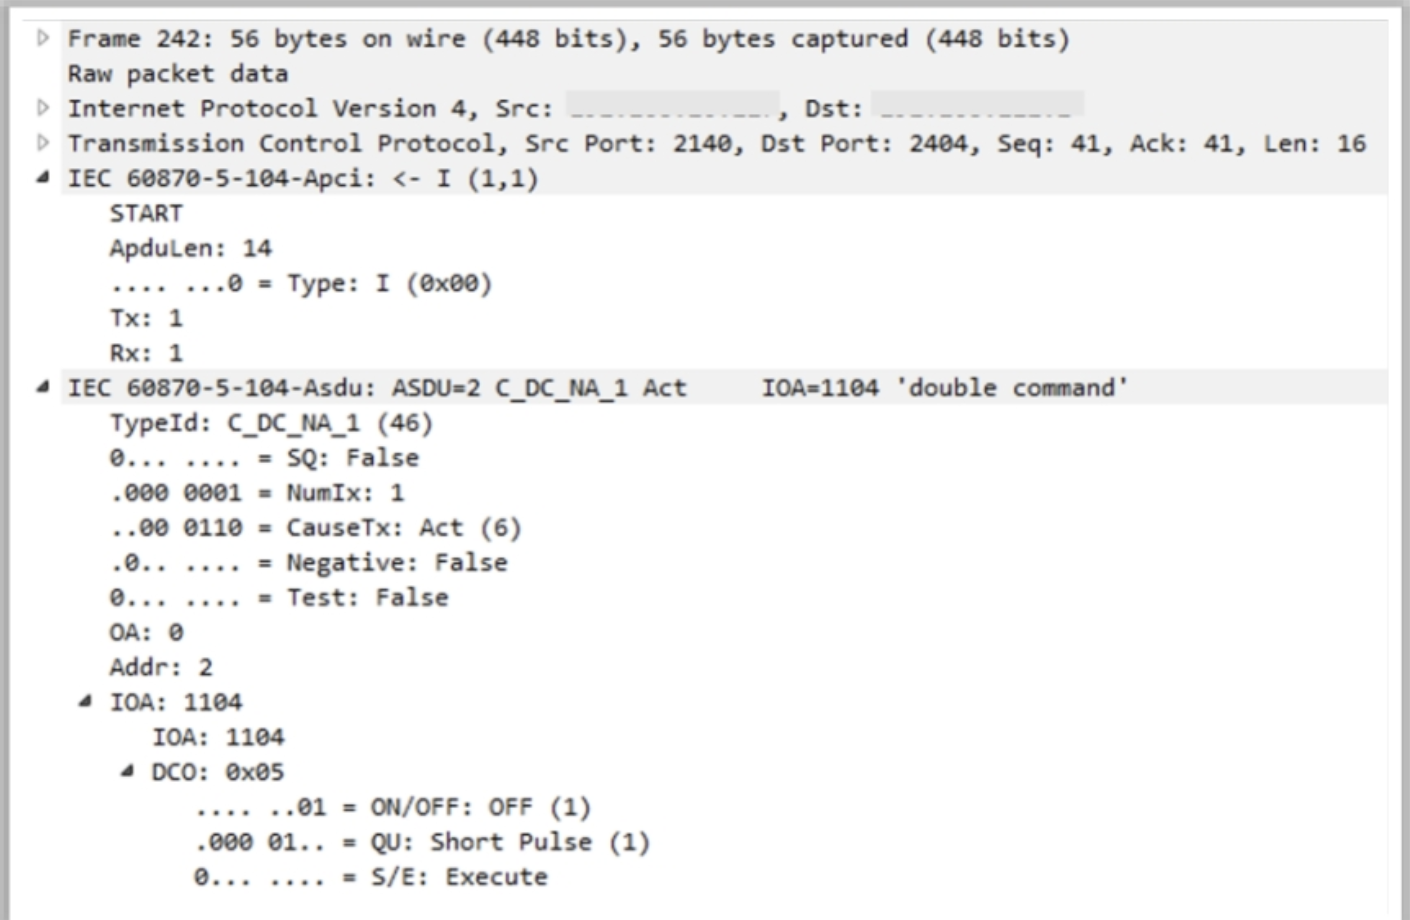 Frame 242: 56 bytes on wire (448 bits), 56 bytes captured (448 bits)
Raw packet data
Internet Protocol Version 4, Src: , Dst:
Transmission Control Protocol, Src Port: 2140, Dst Port: 2404, Seq: 41, Ack: 41, Len: 16
IEC 60870-5-104-Apci: <- I (1,1)
START
ApduLen: 14
.... ...0 = Type: I (0x00)
Tx: 1
Rx: 1
IEC 60870-5-104-Asdu: ASDU=2 C_DC_NA_1 Act     IOA=1104 'double command'
TypeId: C_DC_NA_1 (46)
0... .... = SQ: False
.000 0001 = NumIx: 1
..00 0110 = CauseTx: Act (6)
.0.. .... = Negative: False
0... .... = Test: False
OA: 0
Addr: 2
IOA: 1104
IOA: 1104
DCO: 0x05
.... ..01 = ON/OFF: OFF (1)
.000 01.. = QU: Short Pulse (1)
0... .... = S/E: Execute